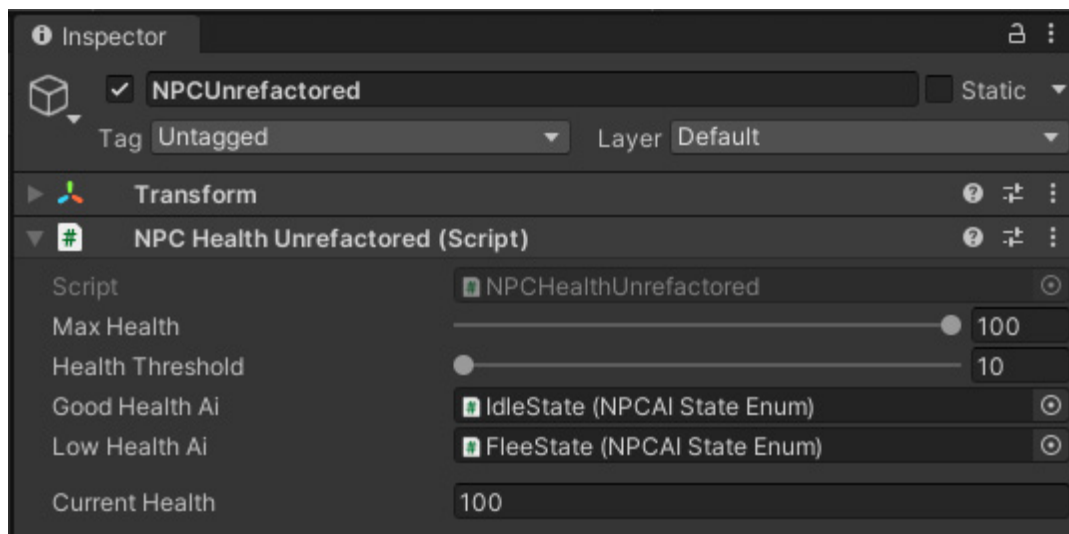 Inspector
NPCUnrefactored Static
Tag Untagged Layer Default
Transform
# NPC Health Unrefactored (Script)
Script # NPCHealthUnrefactored
Max Health 100
Health Threshold 10
Good Health Ai # IdleState (NPCAI State Enum)
Low Health Ai # FleeState (NPCAI State Enum)
Current Health 100